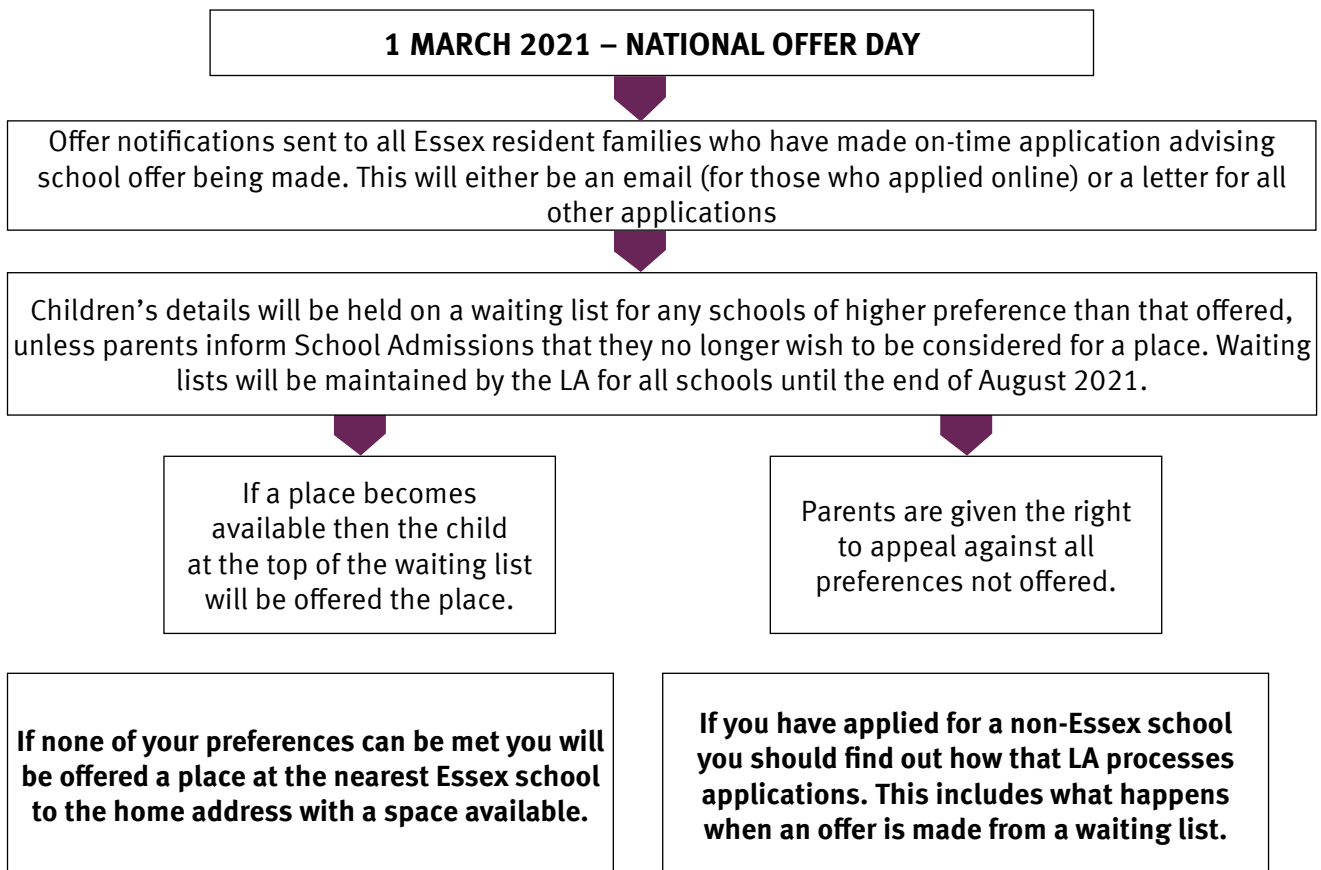 1 MARCH 2021 – NATIONAL OFFER DAY
Offer notifications sent to all Essex resident families who have made on-time application advising
school offer being made. This will either be an email (for those who applied online) or a letter for all
other applications
Children’s details will be held on a waiting list for any schools of higher preference than that offered,
unless parents inform School Admissions that they no longer wish to be considered for a place. Waiting
lists will be maintained by the LA for all schools until the end of August 2021.
If a place becomes
available then the child
at the top of the waiting list
will be offered the place.
Parents are given the right
to appeal against all
preferences not offered.
If none of your preferences can be met you will
be offered a place at the nearest Essex school
to the home address with a space available.
If you have applied for a non-Essex school
you should find out how that LA processes
applications. This includes what happens
when an offer is made from a waiting list.